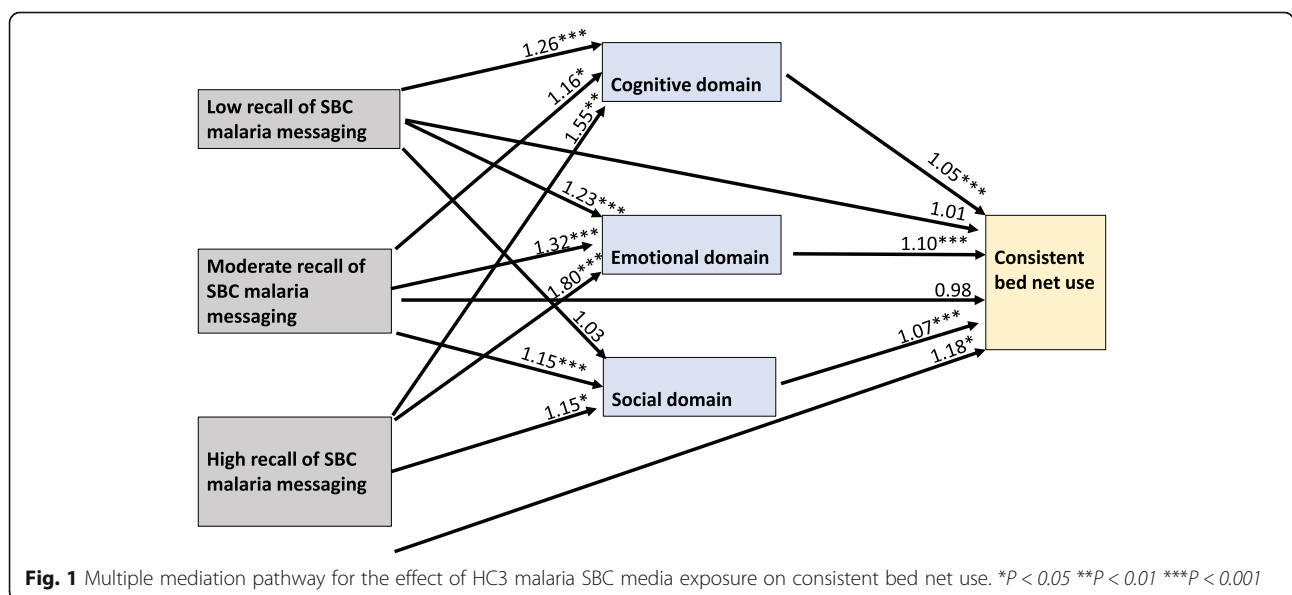 1.26***
Cognitive domain
1.16*
1.55**
Low recall of SBC
malaria messaging
1.05***
1.23***
1.01
1.32***
Emotional domain
1.10***
Consistent
bed net use
Moderate recall of
SBC malaria
messaging
1.80***
0.98
1.03
1.07***
1.15***
1.18*
Social domain
1.15*
High recall of SBC
malaria messaging
Fig. 1 Multiple mediation pathway for the effect of HC3 malaria SBC media exposure on consistent bed net use. *P < 0.05 **P < 0.01 ***P < 0.001